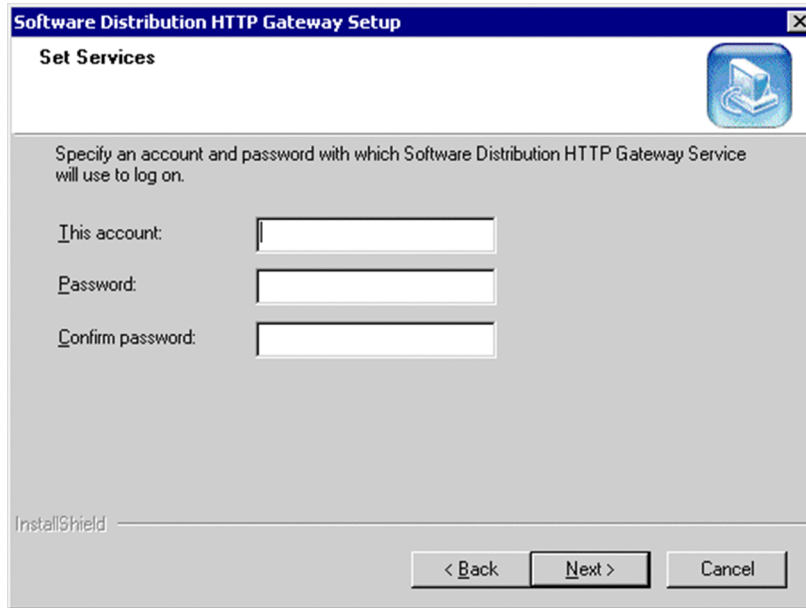 Software Distribution HTTP Gateway Setup
Set Services
Specify an account and password with which Software Distribution HTTP Gateway Service
will use to log on.
This account:
Password:
Confirm password:
InstallShield
< Back
Next >
Cancel